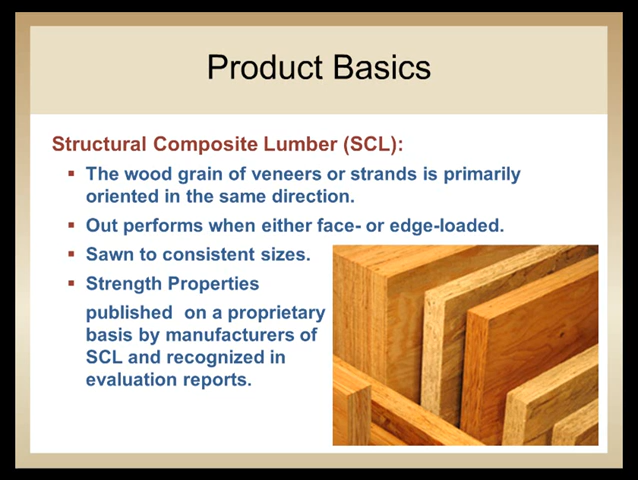 Product Basics
Structural Composite Lumber (SCL):
▪ The wood grain of veneers or strands is primarily
oriented in the same direction.
▪ Out performs when either face- or edge-loaded.
▪ Sawn to consistent sizes.
▪ Strength Properties
published on a proprietary
basis by manufacturers of
SCL and recognized in
evaluation reports.